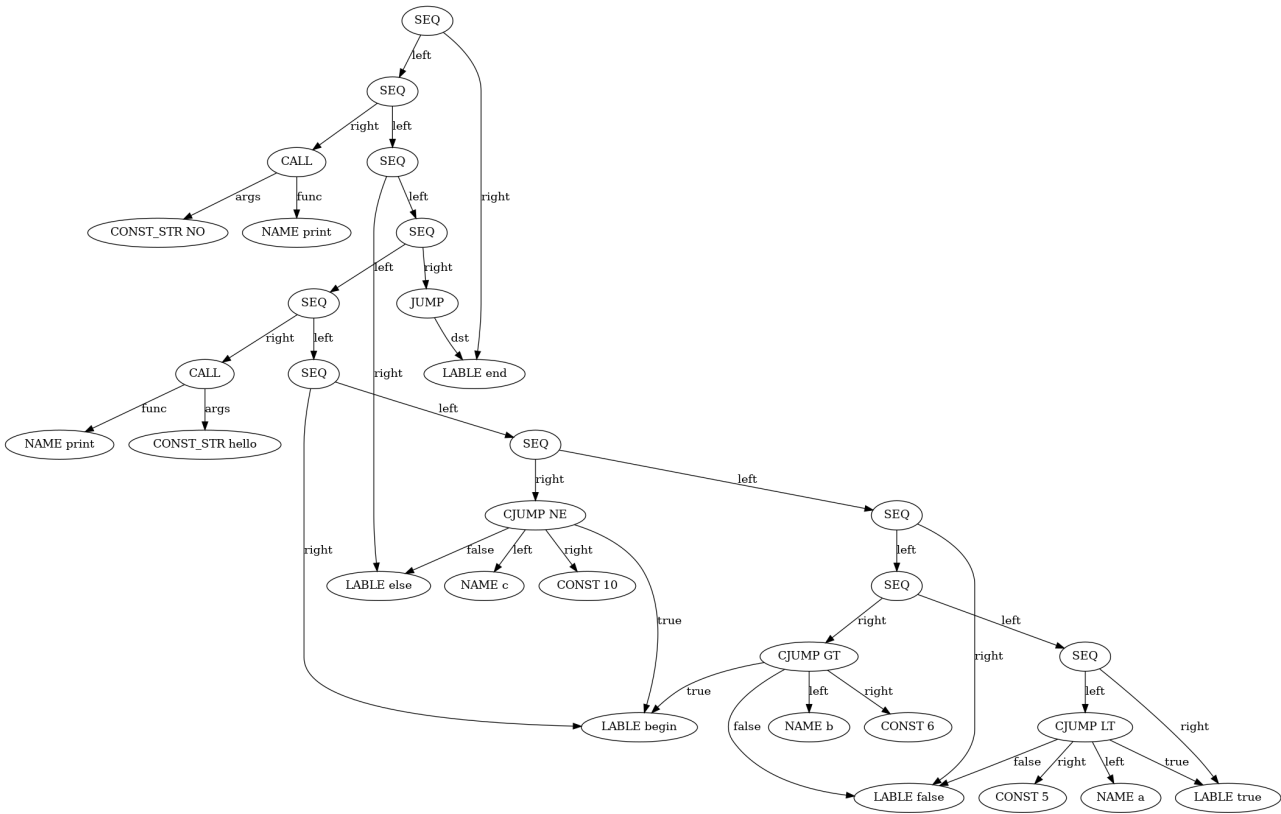 SEQ
left
SEQ
right
left
CALL
SEQ
args
func
left
right
CONST_STR NO
NAME print
SEQ
left
right
SEQ
JUMP
right
left
dst
CALL
SEQ
right
LABLE end
func
args
left
NAME print
CONST_STR hello
SEQ
right
left
CJUMP NE
SEQ
right
false
left
right
left
LABLE else
NAME c
CONST 10
SEQ
true
right
left
CJUMP GT
right
SEQ
true
left
right
left
LABLE begin
false
NAME b
CONST 6
CJUMP LT
right
false
right
left
true
LABLE false
CONST 5
NAME a
LABLE true